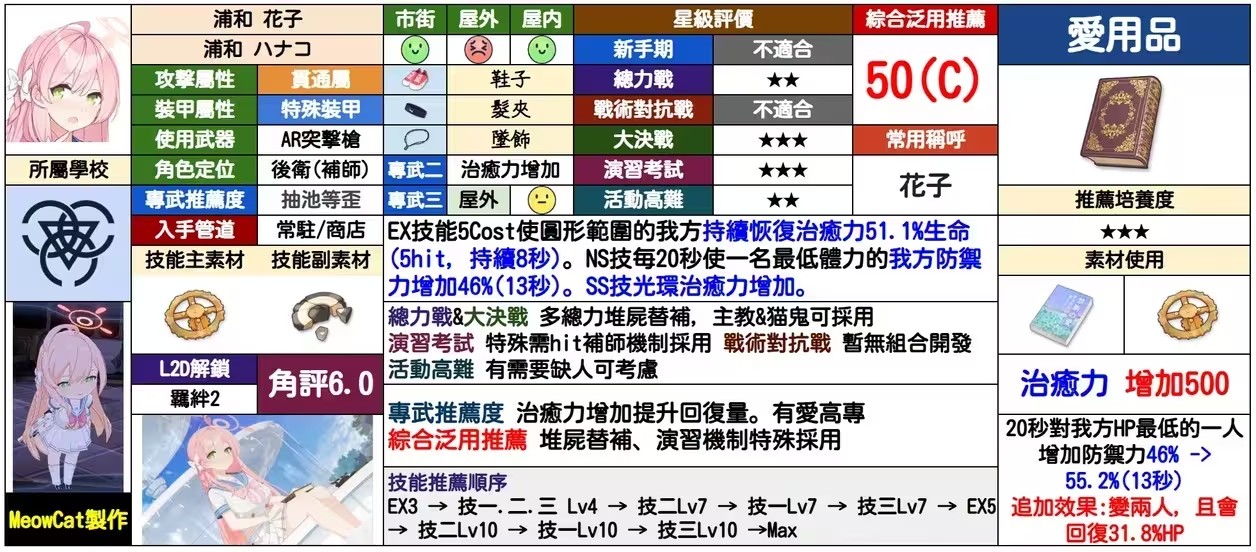 浦和 花子
市街 屋外 屋内
星級評價
綜合泛用推薦
愛用品
浦和 ハナコ
新手期 不適合
50(C)
攻擊屬性 貫通屬
鞋子
總力戰 ★★
裝甲屬性 特殊裝甲
髮夾
戰術對抗戰 不適合
使用武器 AR突擊槍
墜飾
大決戰 ★★★
常用稱呼
所屬學校
角色定位 後衛(補師)
專武二 治癒力增加
演習考試 ★★★
花子
專武推薦度 抽池等歪
專武三 屋外
活動高難 ★★
推薦培養度
入手管道 常駐/商店
★★★
技能主素材 技能副素材
素材使用
EX技能5Cost使圓形範圍的我方持續恢復治癒力51.1%生命
(5hit, 持續8秒)。NS技每20秒使一名最低體力的我方防禦
力增加46%(13秒)。SS技光環治癒力增加。
總力戰&大決戰 多總力堆屍替補, 主教&猫鬼可採用
演習考試 特殊需hit補師機制採用 戰術對抗戰 暫無組合開發
活動高難 有需要缺人可考慮
L2D解鎖
羈絆2
角評6.0
治癒力 增加500
專武推薦度 治癒力增加提升回復量。有愛高專
綜合泛用推薦 堆屍替補、演習機制特殊採用
20秒對我方HP最低的一人
增加防禦力46% ->
55.2%(13秒)
追加效果:變兩人, 且會
回復31.8%HP
技能推薦順序
EX3 → 技一.二.三 Lv4 → 技二Lv7 → 技一Lv7 → 技三Lv7 → EX5
→ 技二Lv10 → 技一Lv10 → 技三Lv10 →Max
MeowCat製作